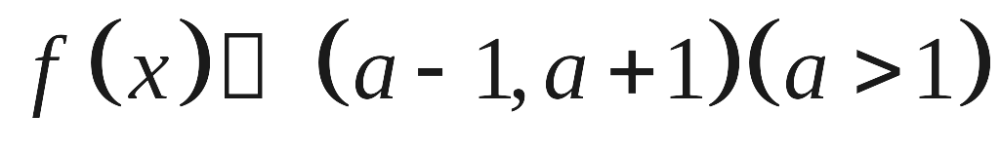 f(x)▯ (a - 1, a + 1)(a > 1)